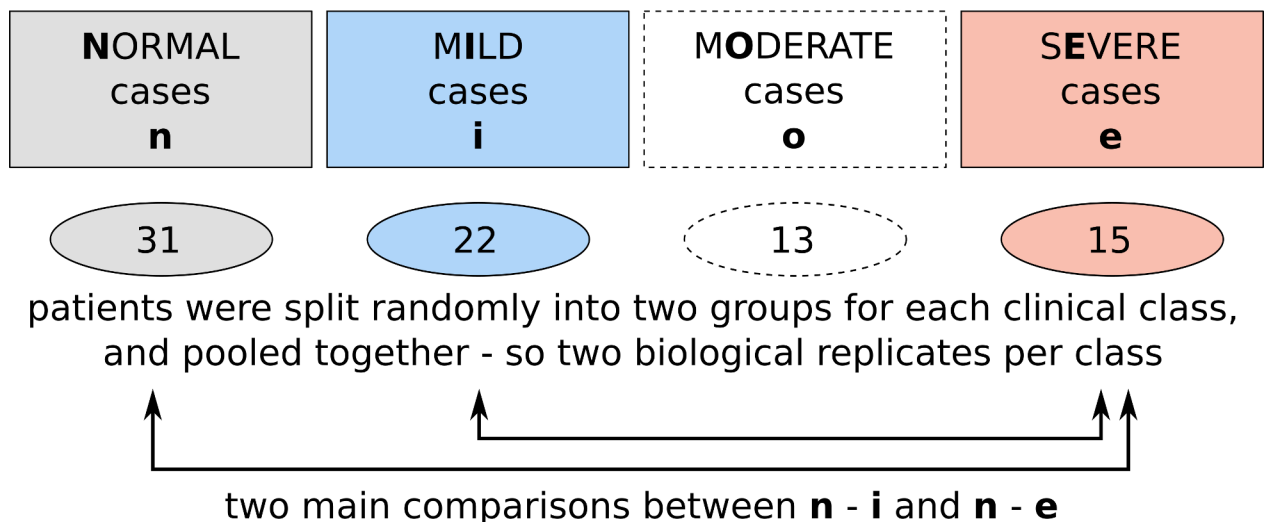 NORMAL
cases
n
MILD
cases
i
MODERATE
cases
o
SEVERE
cases
e
31
22
13
15
patients were split randomly into two groups for each clinical class,
and pooled together - so two biological replicates per class
two main comparisons between n - i and n - e